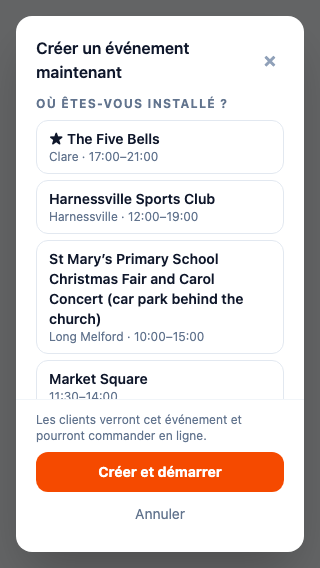 Créer un événement
maintenant
OÙ ÊTES-VOUS INSTALLÉ ?
★ The Five Bells
Clare · 17:00–21:00
Harnessville Sports Club
Harnessville · 12:00–19:00
St Mary’s Primary School
Christmas Fair and Carol
Concert (car park behind the
church)
Long Melford · 10:00–15:00
Market Square
11:30–14:00
Les clients verront cet événement et
pourront commander en ligne.
Créer et démarrer
Annuler